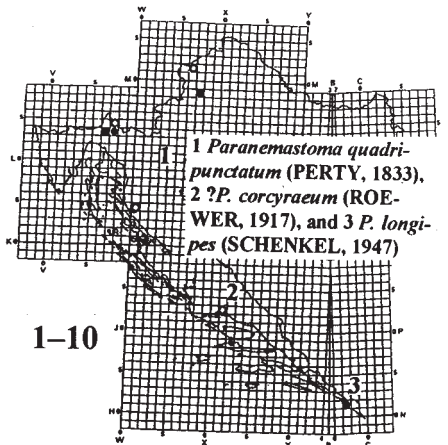 W X Y
V M M B C
6
1
1 Paranemastoma quadri-
punctatum (PERTY, 1833),
2 ?P. corcyraeum (ROE-
WER, 1917), and 3 P. longi-
pes (SCHENKEL, 1947)
L
K
V
2
J P
1–10
3
H N
W X B C